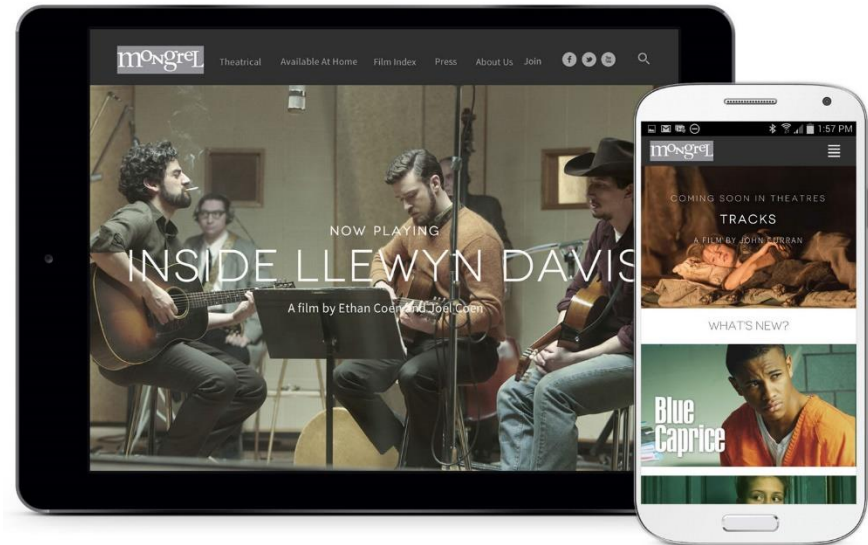 mongrel
Theatrical Available At Home Film Index Press About Us Join
NOW PLAYING
INSIDE LLEWYN DAVIS
A film by Ethan Coen and Joel Coen
1:57 PM
mongrel
COMING SOON IN THEATRES
TRACKS
A FILM BY JOHN CURRAN
WHAT'S NEW?
Blue
Caprice